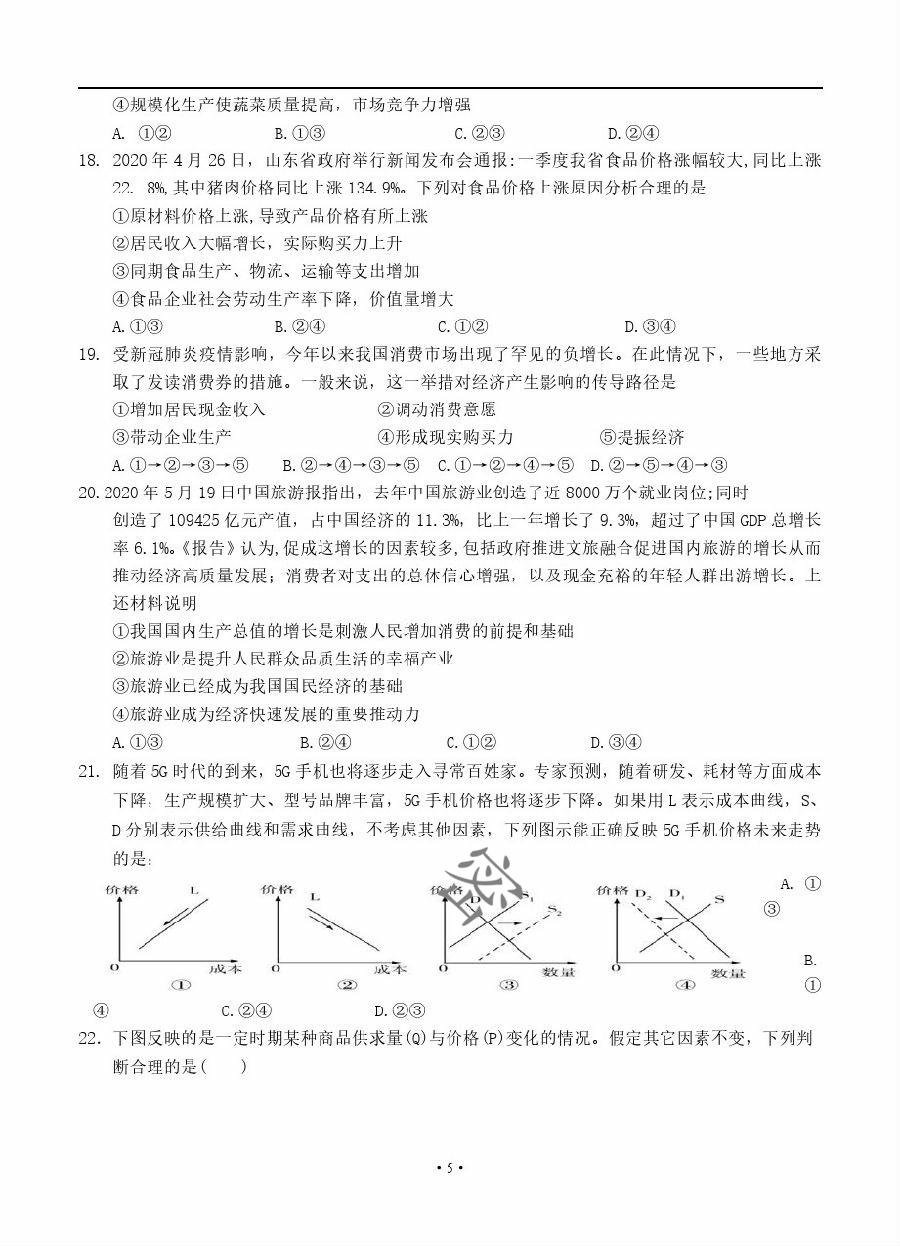 ④规模化生产使蔬菜质量提高，市场竞争力增强
A. ①② B.①③ C.②③ D.②④
18. 2020 年 4 月 26 日，山东省政府举行新闻发布会通报:一季度我省食品价格涨幅较大,同比上涨
22. 8%,其中猪肉价格同比上涨 134.9%。下列对食品价格上涨原因分析合理的是
①原材料价格上涨,导致产品价格有所上涨
②居民收入大幅增长，实际购买力上升
③同期食品生产、物流、运输等支出增加
④食品企业社会劳动生产率下降，价值量增大
A.①③ B.②④ C.①② D.③④
19. 受新冠肺炎疫情影响，今年以来我国消费市场出现了罕见的负增长。在此情况下，一些地方采
取了发读消费券的措施。一般来说，这一举措对经济产生影响的传导路径是
①增加居民现金收入 ②调动消费意愿
③带动企业生产 ④形成现实购买力 ⑤提振经济
A.①→②→③→⑤ B.②→④→③→⑤ C.①→②→④→⑤ D.②→⑤→④→③
20.2020 年 5 月 19 日中国旅游报指出，去年中国旅游业创造了近 8000 万个就业岗位;同时
创造了 109425 亿元产值，占中国经济的 11.3%，比上一年增长了 9.3%，超过了中国 GDP 总增长
率 6.1%。《报告》认为,促成这增长的因素较多,包括政府推进文旅融合促进国内旅游的增长从而
推动经济高质量发展；消费者对支出的总体信心增强，以及现金充裕的年轻人群出游增长。上
还材料说明
①我国国内生产总值的增长是刺激人民增加消费的前提和基础
②旅游业是提升人民群众品质生活的幸福产业
③旅游业已经成为我国国民经济的基础
④旅游业成为经济快速发展的重要推动力
A.①③ B.②④ C.①② D.③④
21. 随着 5G 时代的到来，5G 手机也将逐步走入寻常百姓家。专家预测，随着研发、耗材等方面成本
下降，生产规模扩大、型号品牌丰富，5G 手机价格也将逐步下降。如果用 L 表示成本曲线，S、
D 分别表示供给曲线和需求由线，不考虑其他因素，下列图示能正确反映 5G 手机价格未来走势
的是:
价格 L 0 成本 ①
价格 L 0 成本 ②
价格 D S₁ S₂ 0 数量 ③
价格 D₂ D₁ S 0 数量 ④
密
A. ①
③
B.
①
④ C.②④ D.②③
22. 下图反映的是一定时期某种商品供求量(Q)与价格(P)变化的情况。假定其它因素不变，下列判
断合理的是( )
·5·